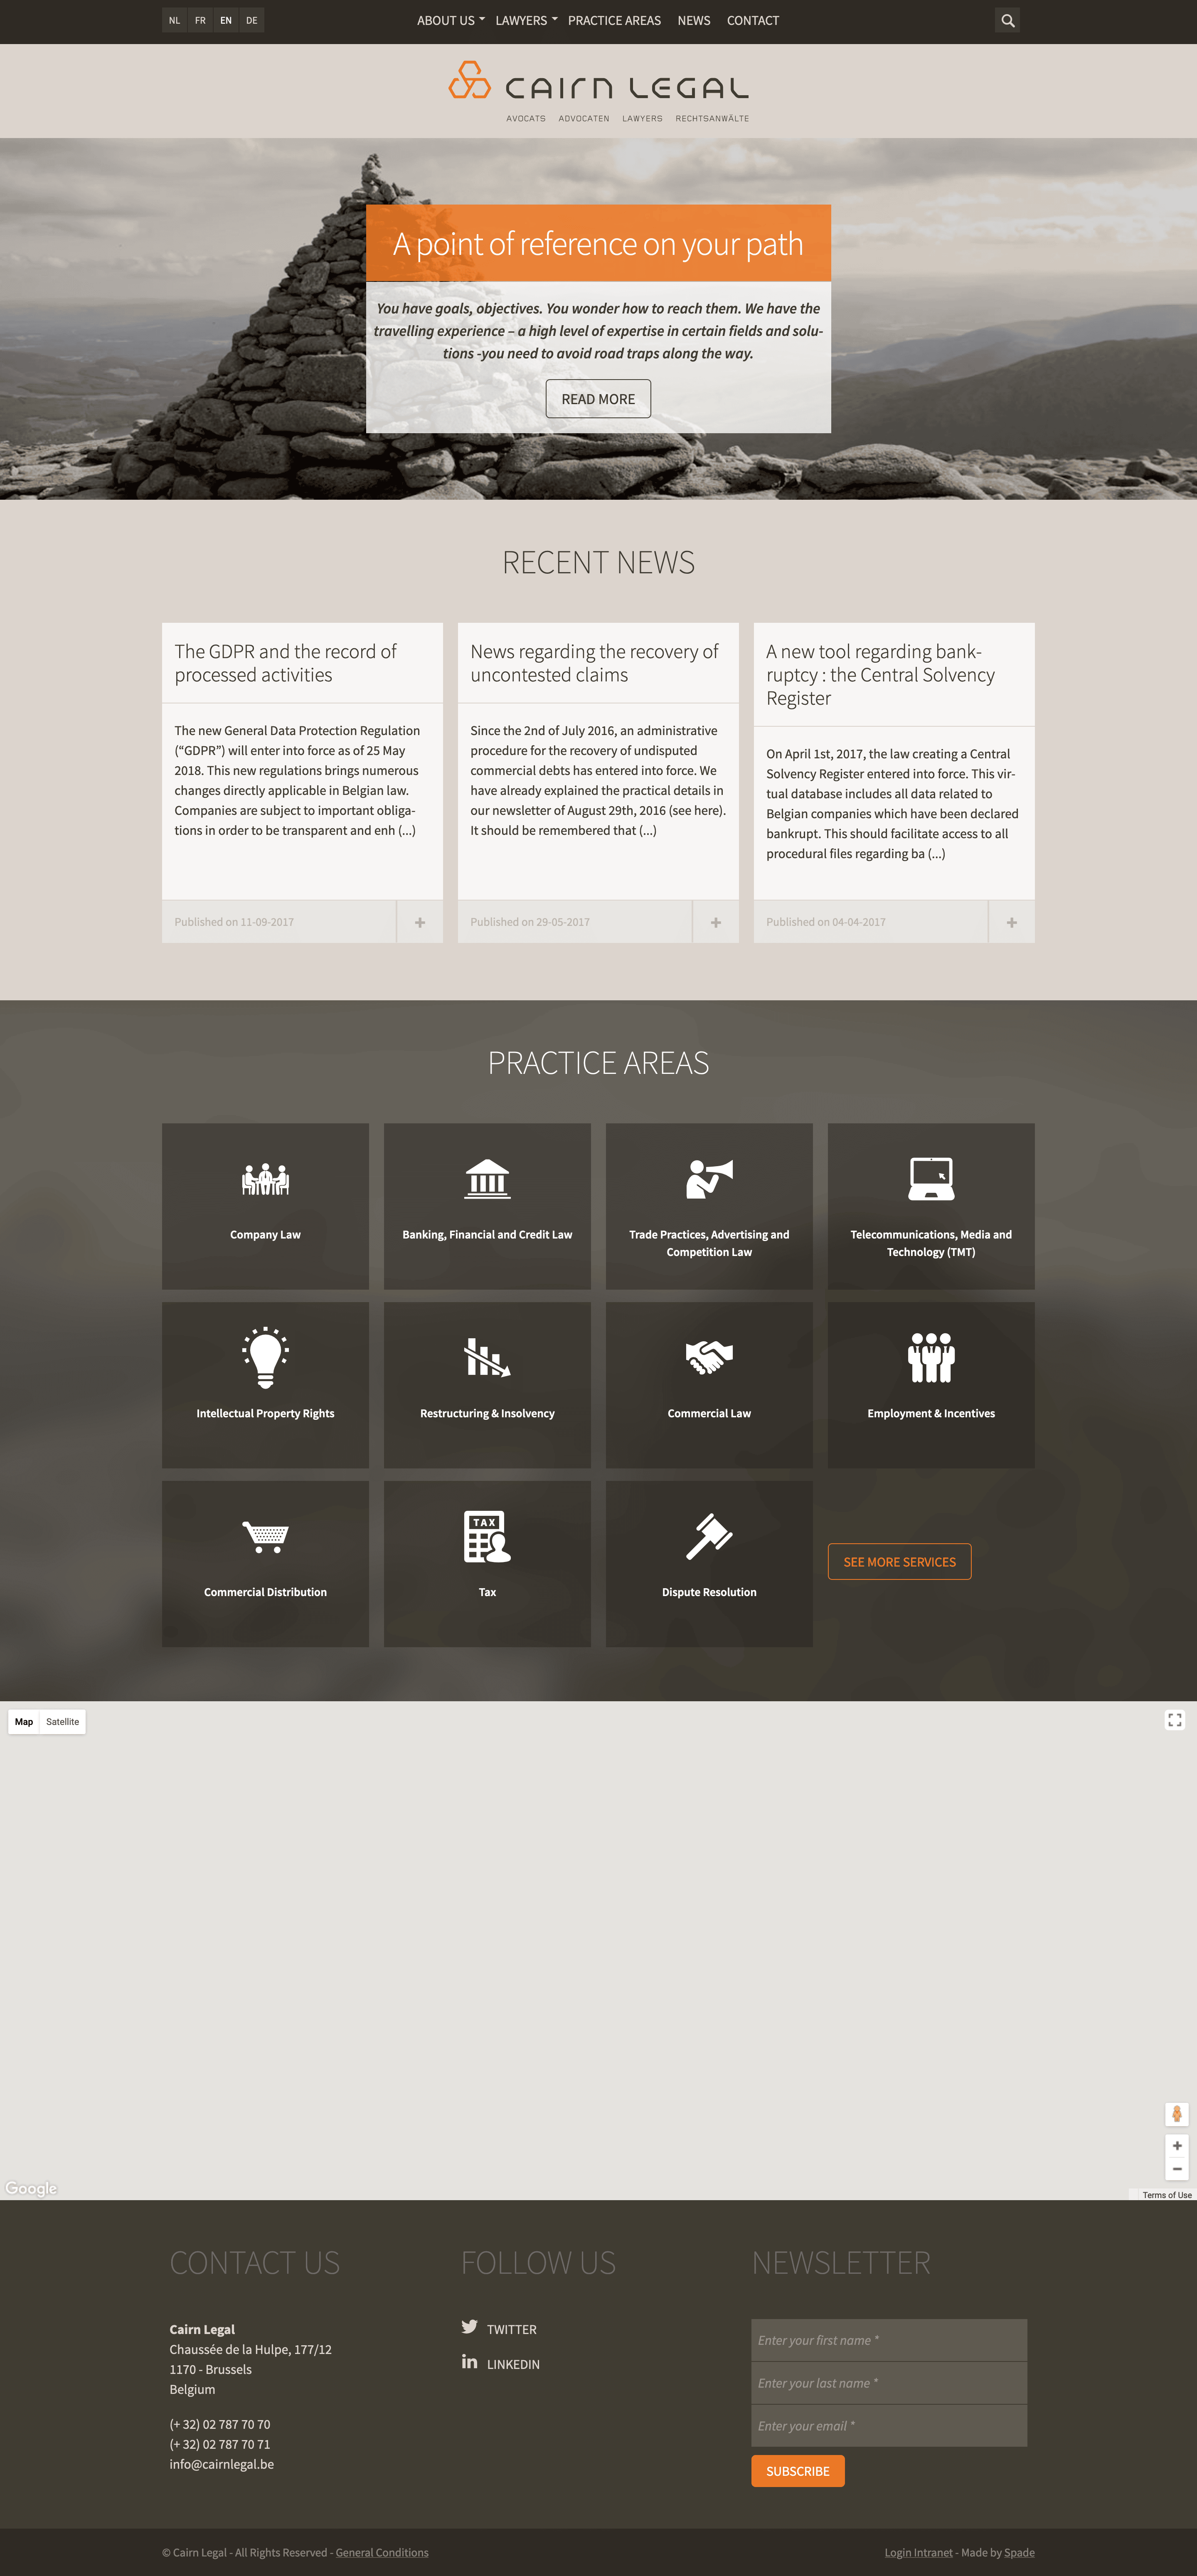 NL FR EN DE
ABOUT US LAWYERS PRACTICE AREAS NEWS CONTACT
CAIRN LEGAL
AVOCATS ADVOCATEN LAWYERS RECHTSANWÄLTE
A point of reference on your path
You have goals, objectives. You wonder how to reach them. We have the
travelling experience – a high level of expertise in certain fields and solu-
tions -you need to avoid road traps along the way.
READ MORE
RECENT NEWS
The GDPR and the record of
processed activities
The new General Data Protection Regulation
(“GDPR”) will enter into force as of 25 May
2018. This new regulations brings numerous
changes directly applicable in Belgian law.
Companies are subject to important obliga-
tions in order to be transparent and enh (...)
Published on 11-09-2017
News regarding the recovery of
uncontested claims
Since the 2nd of July 2016, an administrative
procedure for the recovery of undisputed
commercial debts has entered into force. We
have already explained the practical details in
our newsletter of August 29th, 2016 (see here).
It should be remembered that (...)
Published on 29-05-2017
A new tool regarding bank-
ruptcy : the Central Solvency
Register
On April 1st, 2017, the law creating a Central
Solvency Register entered into force. This vir-
tual database includes all data related to
Belgian companies which have been declared
bankrupt. This should facilitate access to all
procedural files regarding ba (...)
Published on 04-04-2017
PRACTICE AREAS
Company Law
Banking, Financial and Credit Law
Trade Practices, Advertising and
Competition Law
Telecommunications, Media and
Technology (TMT)
Intellectual Property Rights
Restructuring & Insolvency
Commercial Law
Employment & Incentives
Commercial Distribution
TAX
Tax
Dispute Resolution
SEE MORE SERVICES
Map Satellite
Google
Terms of Use
CONTACT US
Cairn Legal
Chaussée de la Hulpe, 177/12
1170 - Brussels
Belgium
(+ 32) 02 787 70 70
(+ 32) 02 787 70 71
info@cairnlegal.be
FOLLOW US
TWITTER
LINKEDIN
NEWSLETTER
Enter your first name *
Enter your last name *
Enter your email *
SUBSCRIBE
© Cairn Legal - All Rights Reserved - General Conditions
Login Intranet - Made by Spade